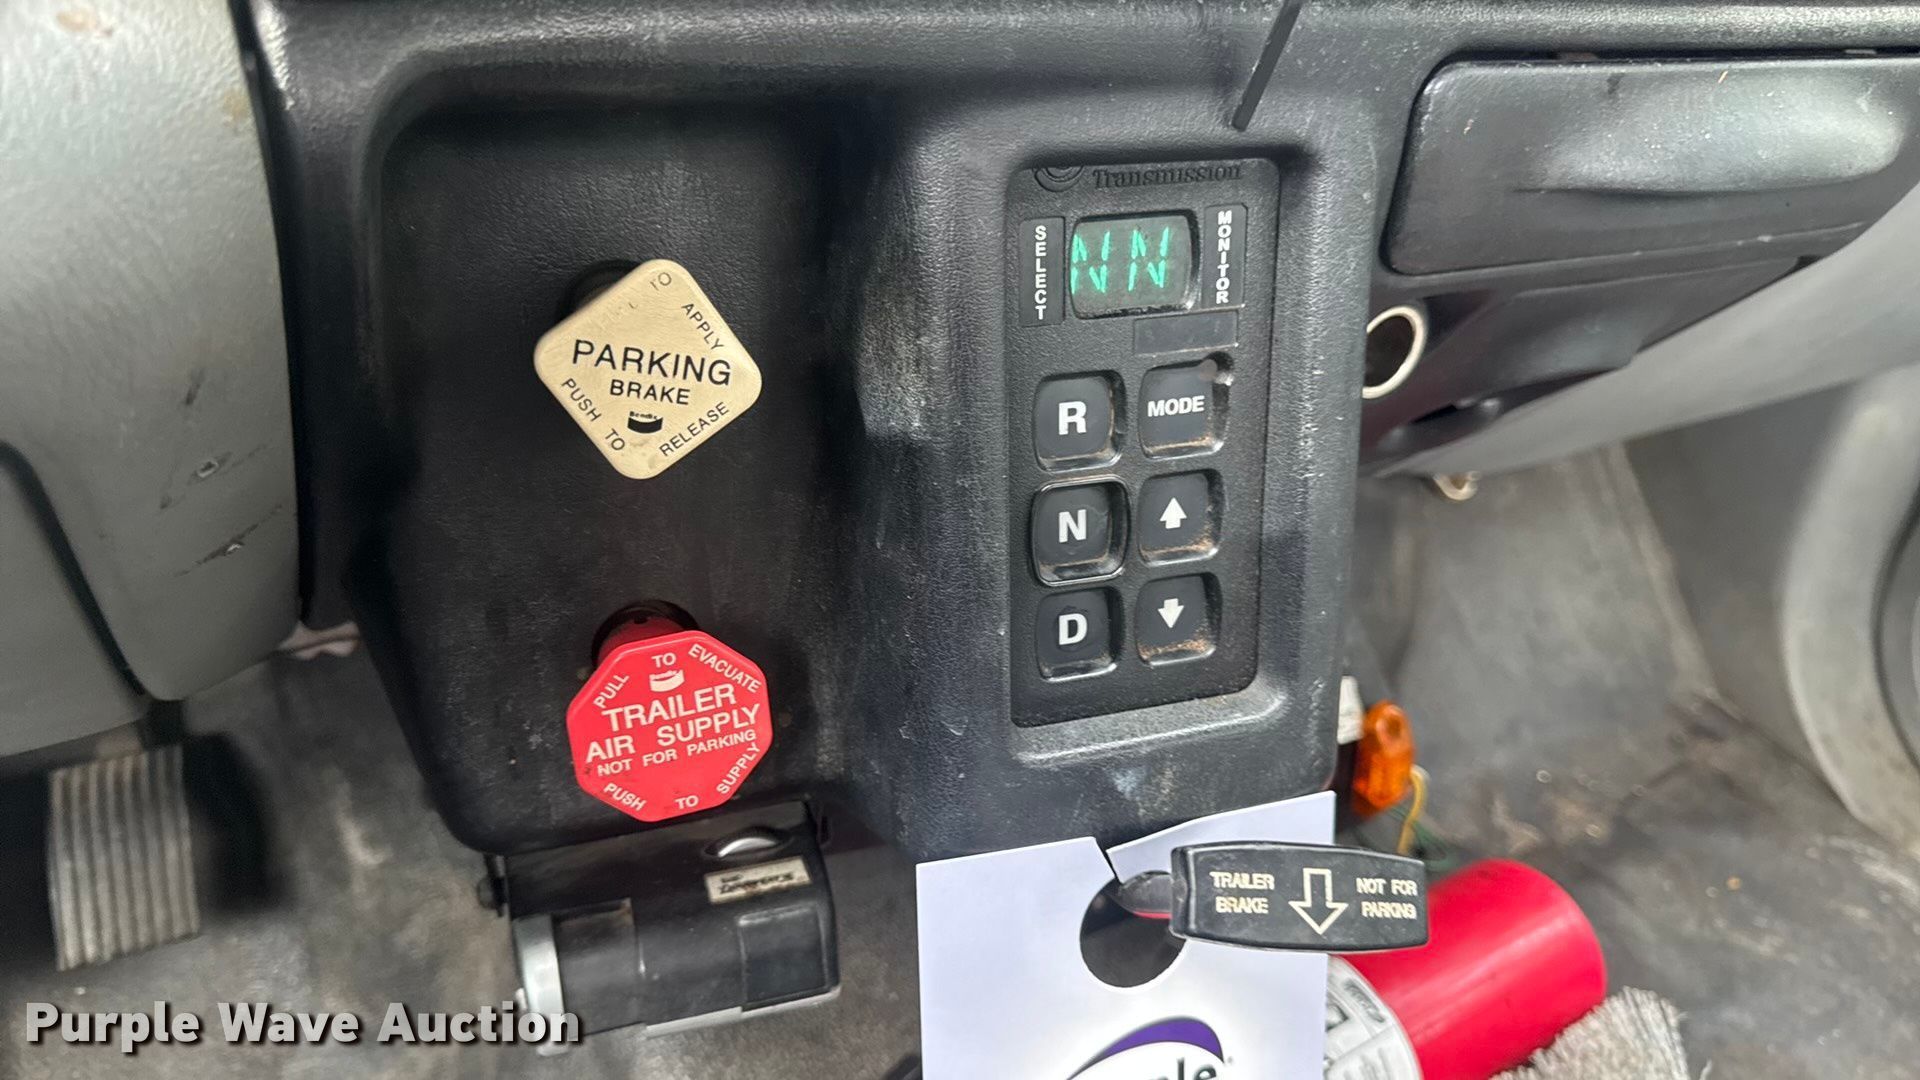 TO
APPLY
PARKING
BRAKE
Bendix
PUSH TO
RELEASE
PULL TO EVACUATE
TRAILER
AIR SUPPLY
NOT FOR PARKING
PUSH TO SUPPLY
Transmission
SELECT
NN
MONITOR
R
MODE
N
D
TRAILER
BRAKE
NOT FOR
PARKING
Purple Wave Auction